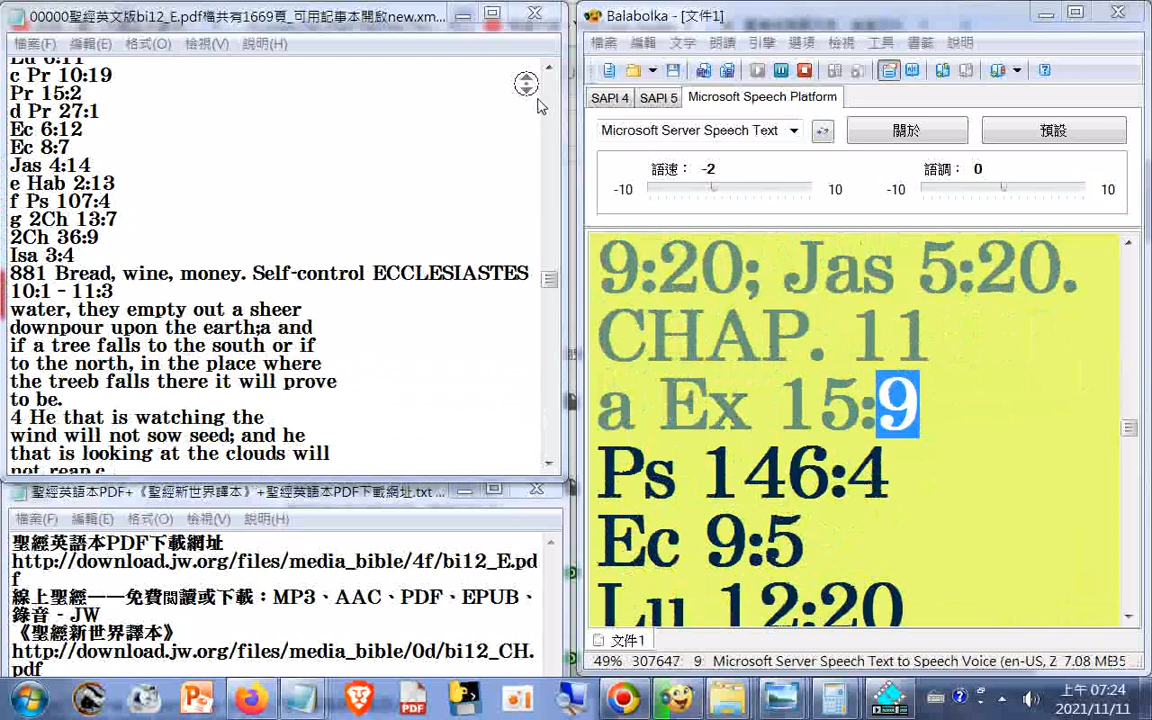 00000聖經英文版bi12_E.pdf檔共有1669頁_可用記事本開啟new.xm...
檔案(F) 編輯(E) 格式(O) 檢視(V) 說明(H)
Lu 6:11
c Pr 10:19
Pr 15:2
d Pr 27:1
Ec 6:12
Ec 8:7
Jas 4:14
e Hab 2:13
f Ps 107:4
g 2Ch 13:7
2Ch 36:9
Isa 3:4
881 Bread, wine, money. Self-control ECCLESIASTES
10:1 - 11:3
water, they empty out a sheer
downpour upon the earth;a and
if a tree falls to the south or if
to the north, in the place where
the treeb falls there it will prove
to be.
4 He that is watching the
wind will not sow seed; and he
that is looking at the clouds will
not reap.c
聖經英語本PDF+《聖經新世界譯本》+聖經英語本PDF下載網址.txt ...
檔案(F) 編輯(E) 格式(O) 檢視(V) 說明(H)
聖經英語本PDF下載網址
http://download.jw.org/files/media_bible/4f/bi12_E.pd
f
線上聖經——免費閱讀或下載：MP3、AAC、PDF、EPUB、
錄音 - JW
《聖經新世界譯本》
http://download.jw.org/files/media_bible/0d/bi12_CH.
pdf
Balabolka - [文件1]
檔案 編輯 文字 朗讀 引擎 選項 檢視 工具 書籤 說明
SAPI 4 SAPI 5 Microsoft Speech Platform
Microsoft Server Speech Text 關於 預設
語速： -2 語調： 0
-10 10 -10 10
9:20; Jas 5:20.
CHAP. 11
a Ex 15:9
Ps 146:4
Ec 9:5
Lu 12:20
文件1
49% 307647: 9: Microsoft Server Speech Text to Speech Voice (en-US, Z 7.08 MB
上午 07:24
2021/11/11